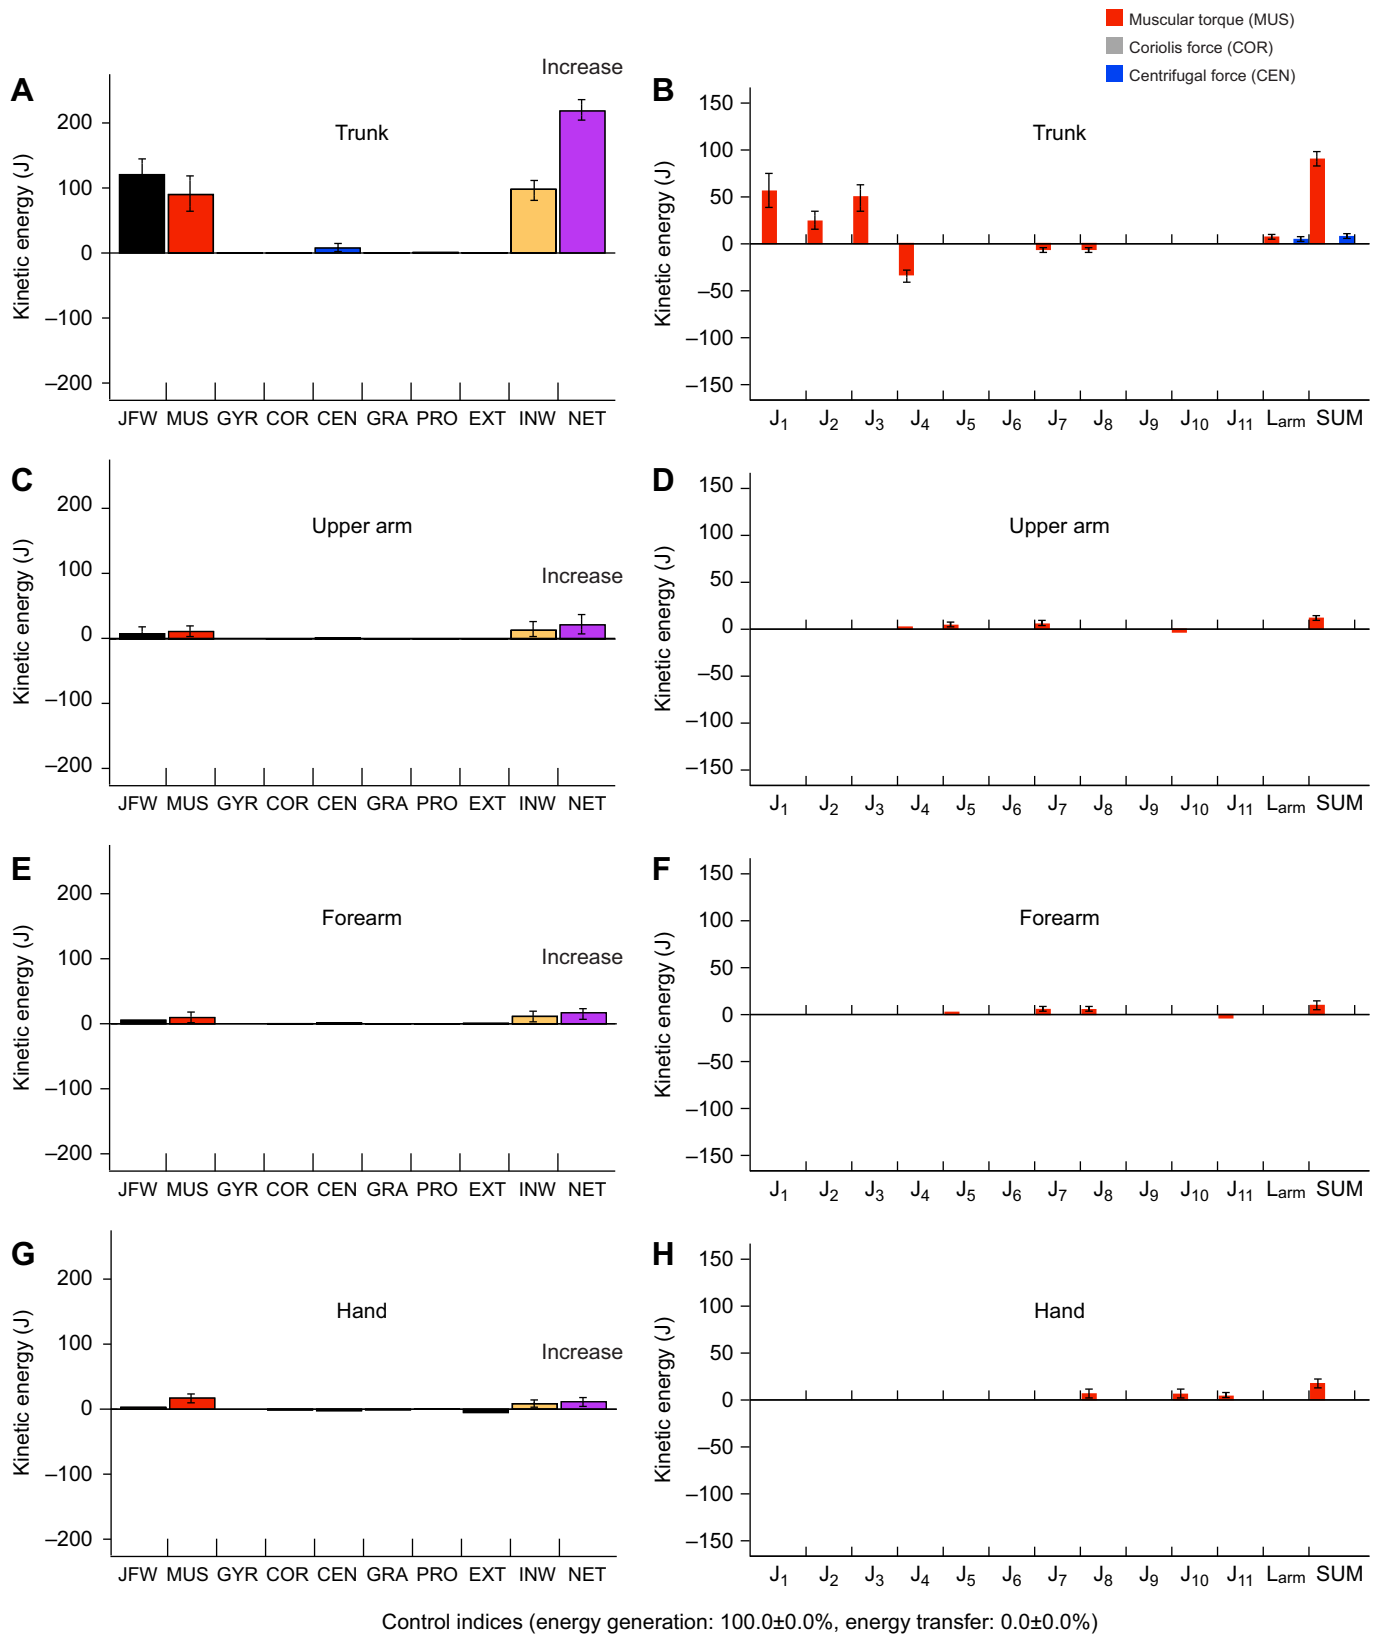 Muscular torque (MUS)
Coriolis force (COR)
Centrifugal force (CEN)
A
Increase
Trunk
Kinetic energy (J)
200
100
0
–100
–200
JFW MUS GYR COR CEN GRA PRO EXT INW NET
B
Trunk
Kinetic energy (J)
150
100
50
0
–50
–100
–150
J1 J2 J3 J4 J5 J6 J7 J8 J9 J10 J11 Larm SUM
C
Upper arm
Increase
Kinetic energy (J)
200
100
0
–100
–200
JFW MUS GYR COR CEN GRA PRO EXT INW NET
D
Upper arm
Kinetic energy (J)
150
100
50
0
–50
–100
–150
J1 J2 J3 J4 J5 J6 J7 J8 J9 J10 J11 Larm SUM
E
Forearm
Increase
Kinetic energy (J)
200
100
0
–100
–200
JFW MUS GYR COR CEN GRA PRO EXT INW NET
F
Forearm
Kinetic energy (J)
150
100
50
0
–50
–100
–150
J1 J2 J3 J4 J5 J6 J7 J8 J9 J10 J11 Larm SUM
G
Hand
Increase
Kinetic energy (J)
200
100
0
–100
–200
JFW MUS GYR COR CEN GRA PRO EXT INW NET
H
Hand
Kinetic energy (J)
150
100
50
0
–50
–100
–150
J1 J2 J3 J4 J5 J6 J7 J8 J9 J10 J11 Larm SUM
Control indices (energy generation: 100.0±0.0%, energy transfer: 0.0±0.0%)